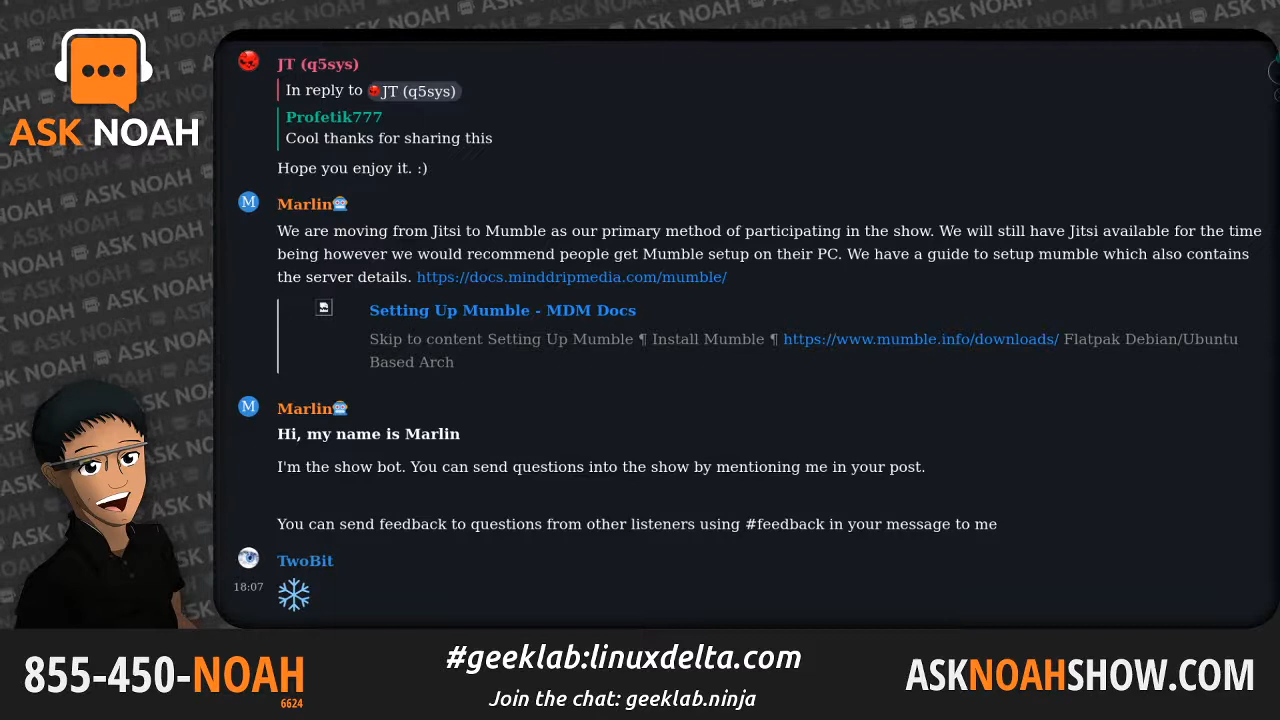 ASK NOAH
JT (q5sys)
In reply to JT (q5sys)
Profetik777
Cool thanks for sharing this
Hope you enjoy it. :)
M
Marlin
We are moving from Jitsi to Mumble as our primary method of participating in the show. We will still have Jitsi available for the time
being however we would recommend people get Mumble setup on their PC. We have a guide to setup mumble which also contains
the server details. https://docs.minddripmedia.com/mumble/
Setting Up Mumble - MDM Docs
Skip to content Setting Up Mumble ¶ Install Mumble ¶ https://www.mumble.info/downloads/ Flatpak Debian/Ubuntu
Based Arch
M
Marlin
Hi, my name is Marlin
I'm the show bot. You can send questions into the show by mentioning me in your post.
You can send feedback to questions from other listeners using #feedback in your message to me
TwoBit
18:07
855-450-NOAH
6624
#geeklab:linuxdelta.com
Join the chat: geeklab.ninja
ASKNOAHSHOW.COM